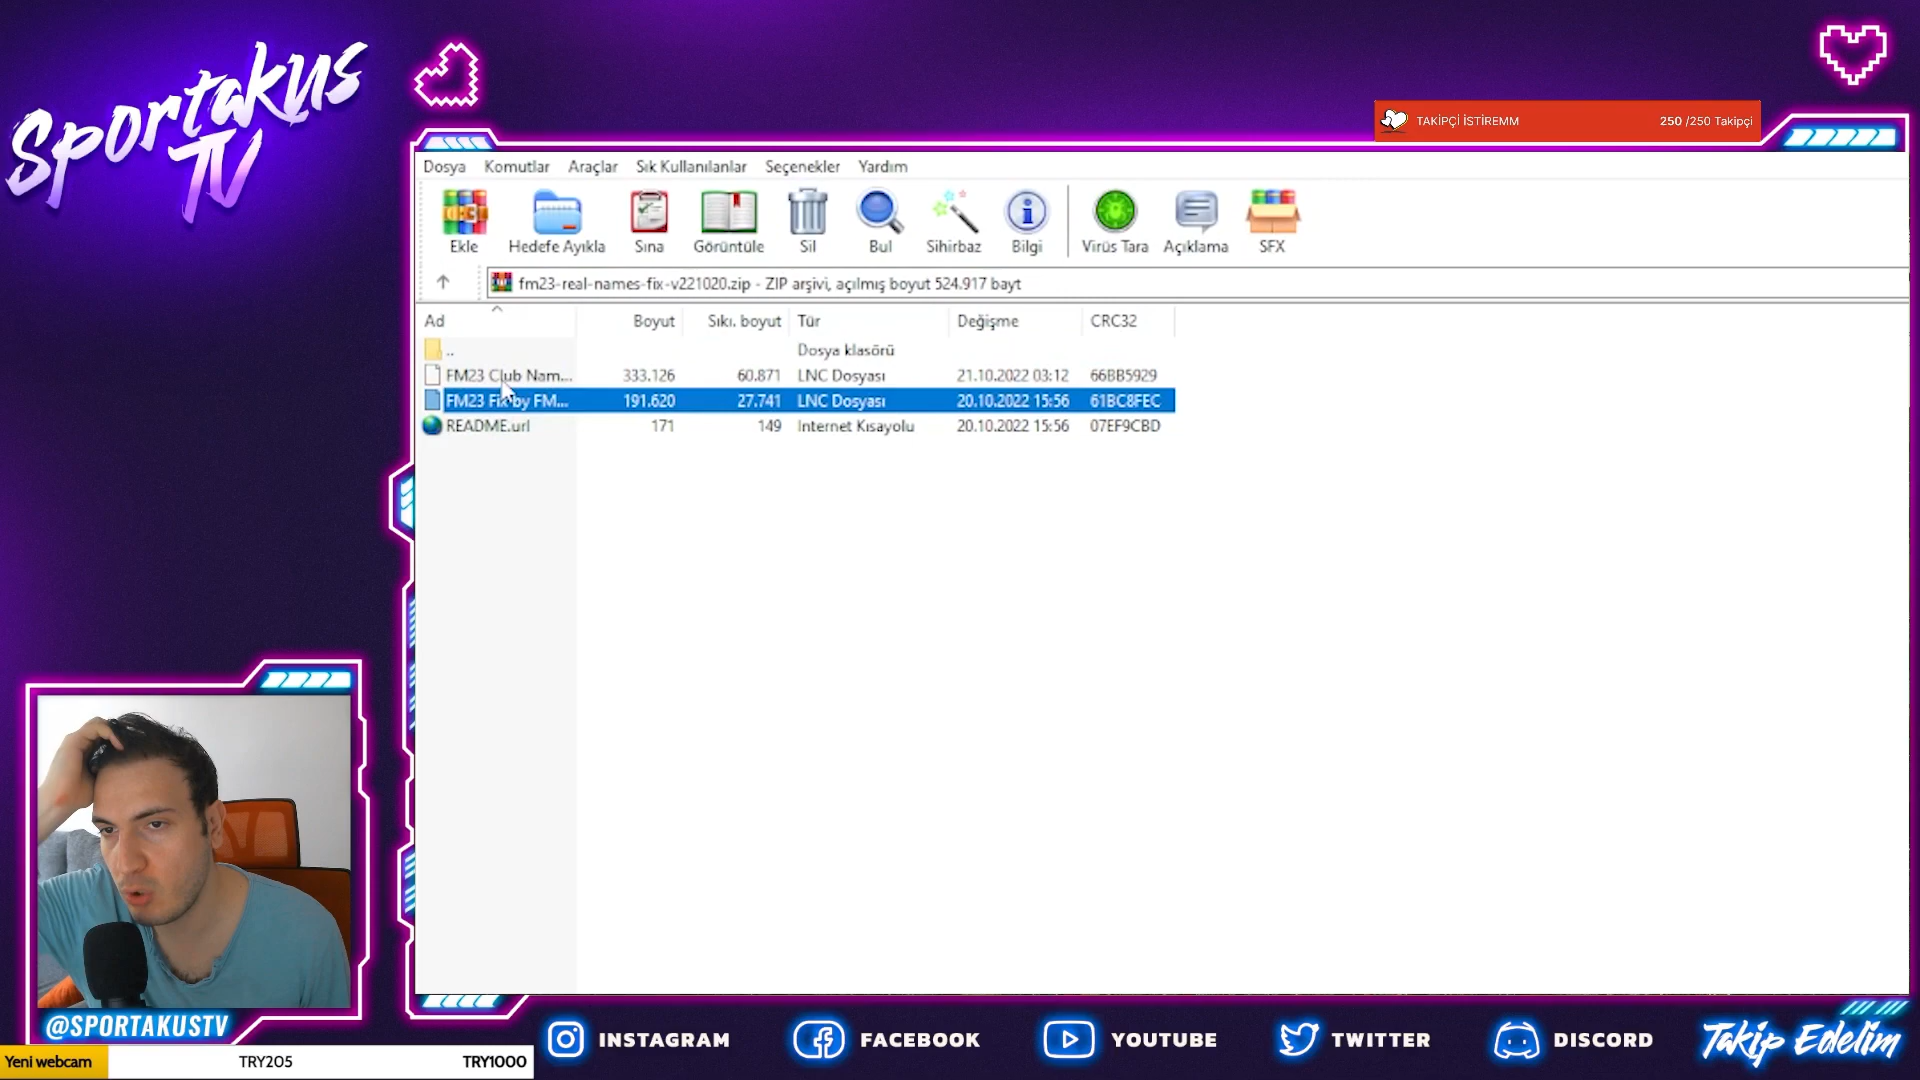 Sportakus
TV
TAKİPÇİ İSTİREMM
250 /250 Takipçi
Dosya Komutlar Araçlar Sık Kullanılanlar Seçenekler Yardım
Ekle Hedefe Ayıkla Sına Görüntüle Sil Bul Sihirbaz Bilgi Virüs Tara Açıklama SFX
fm23-real-names-fix-v221020.zip - ZIP arşivi, açılmış boyut 524.917 bayt
Ad Boyut Sıkı. boyut Tür Değişme CRC32
.. Dosya klasörü
FM23 Club Nam... 333.126 60.871 LNC Dosyası 21.10.2022 03:12 66BB5929
FM23 Fix by FM... 191.620 27.741 LNC Dosyası 20.10.2022 15:56 61BC8FEC
README.url 171 149 Internet Kısayolu 20.10.2022 15:56 07EF9CBD
@SPORTAKUSTV
Yeni webcam TRY205 TRY1000
INSTAGRAM FACEBOOK YOUTUBE TWITTER DISCORD Takip Edelim